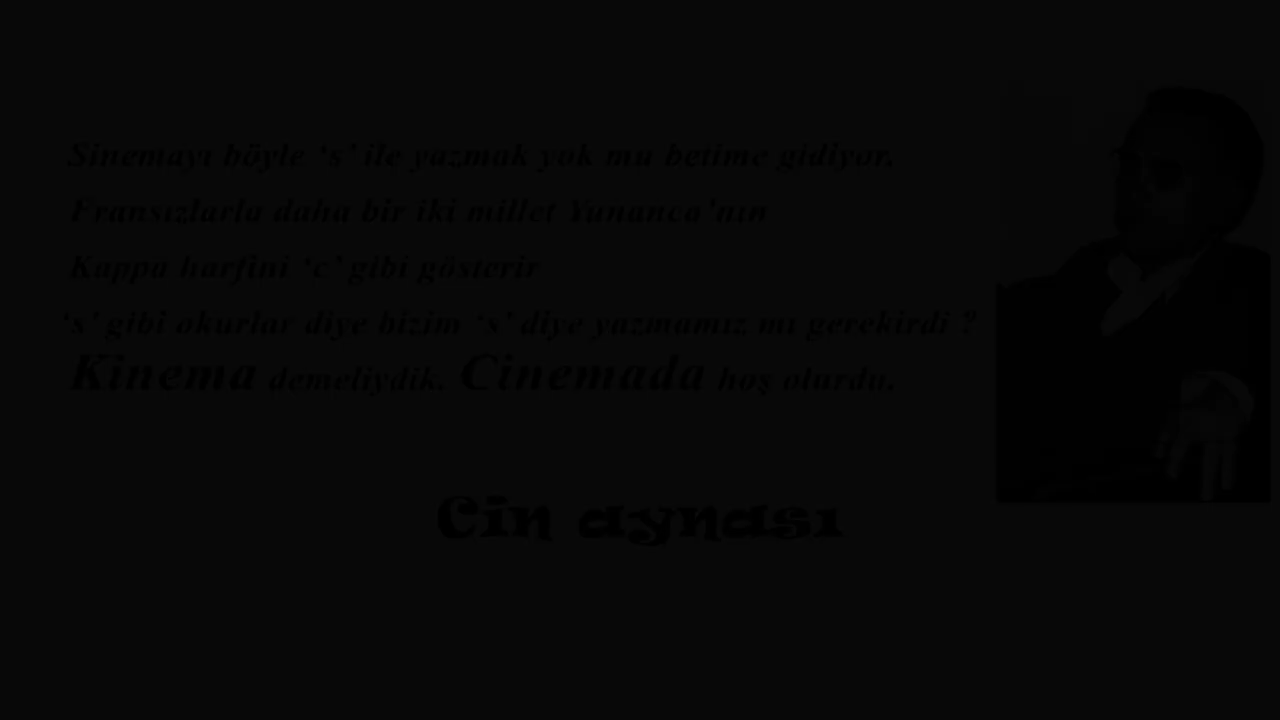 Sinemayı böyle ‘s’ ile yazmak yok mu betime gidiyor.
Fransızlarla daha bir iki millet Yunanca’nın
Kappa harfini ‘c’ gibi gösterir
‘s’ gibi okurlar diye bizim ‘s’ diye yazmamız mı gerekirdi ?
Kinema demeliydik. Cinemada hoş olurdu.
Cin aynası